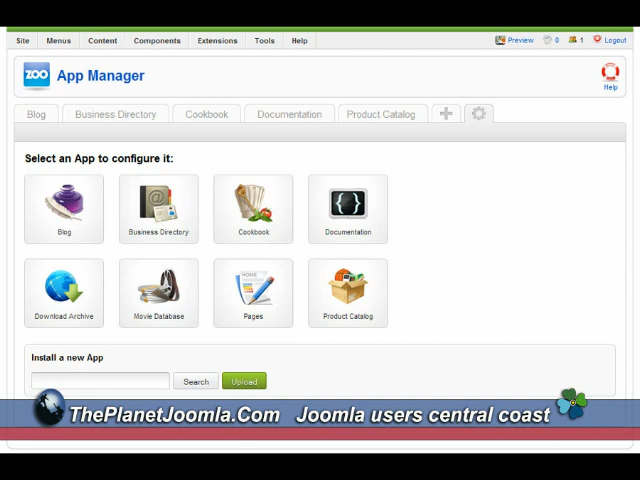 Site Menus Content Components Extensions Tools Help Preview 0 1 Logout
ZOO App Manager Help
Blog Business Directory Cookbook Documentation Product Catalog
Select an App to configure it:
Blog Business Directory Cookbook Documentation
HOME
Download Archive Movie Database Pages Product Catalog
Install a new App
Search Upload
ThePlanetJoomla.Com Joomla users central coast